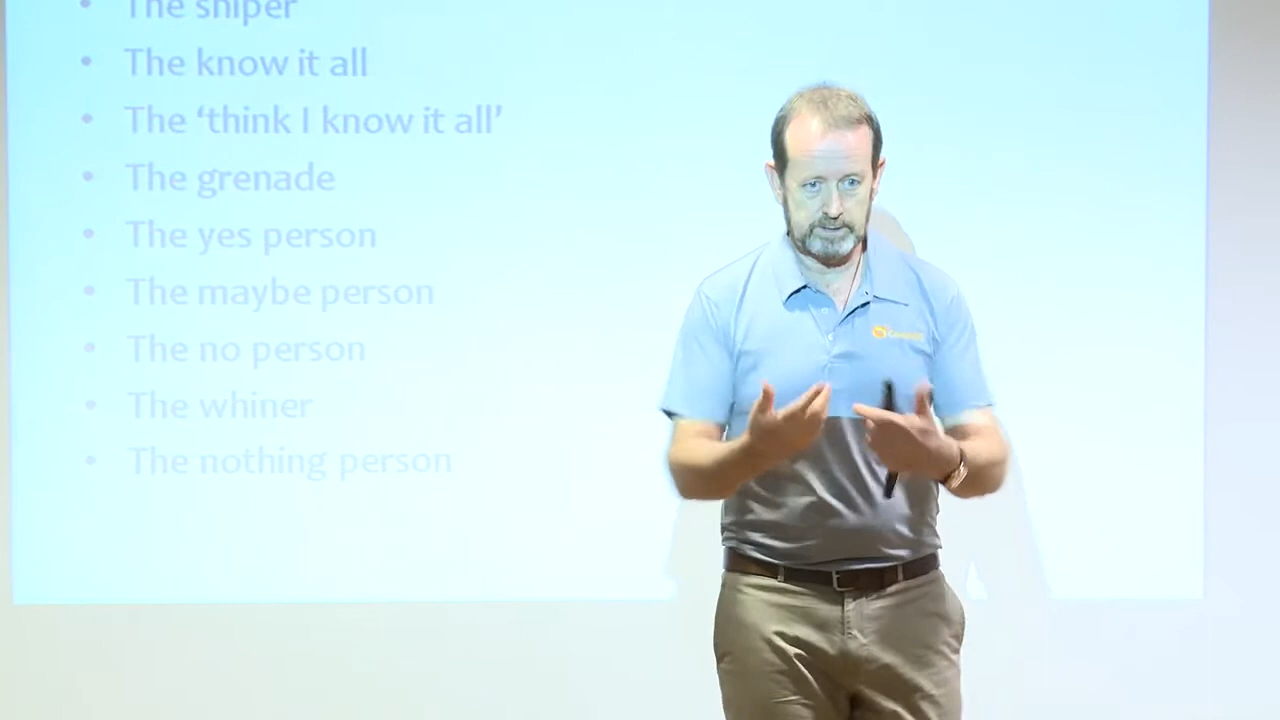 The sniper
The know it all
The ‘think I know it all’
The grenade
The yes person
The maybe person
The no person
The whiner
The nothing person